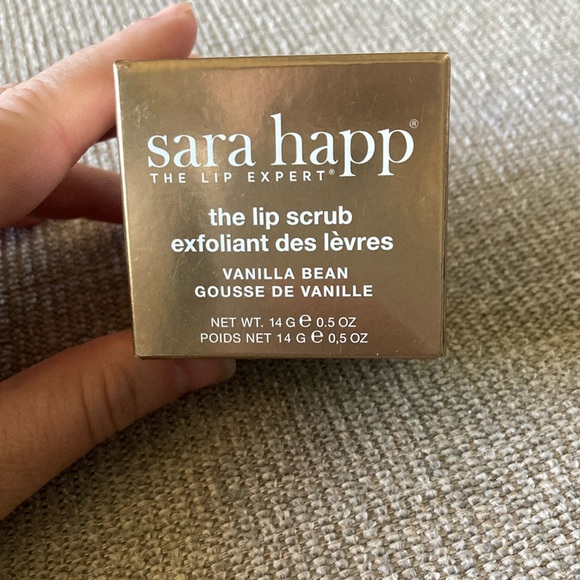 sara happ®
THE LIP EXPERT®
the lip scrub
exfoliant des lèvres
VANILLA BEAN
GOUSSE DE VANILLE
NET WT. 14 G ℮ 0.5 OZ
POIDS NET 14 G ℮ 0,5 OZ